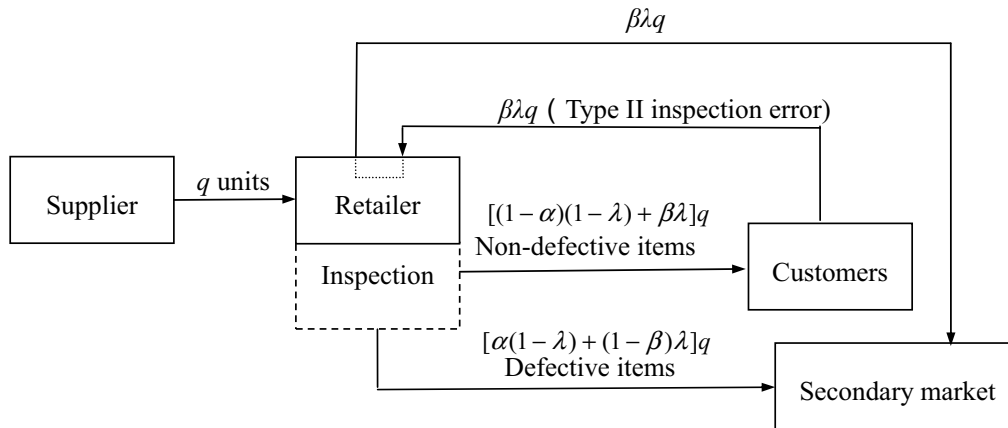 βλq
βλq ( Type II inspection error)
q units
Supplier
Retailer
[(1−α)(1−λ) + βλ]q
Non-defective items
Inspection
Customers
[α(1−λ) + (1−β)λ]q
Defective items
Secondary market